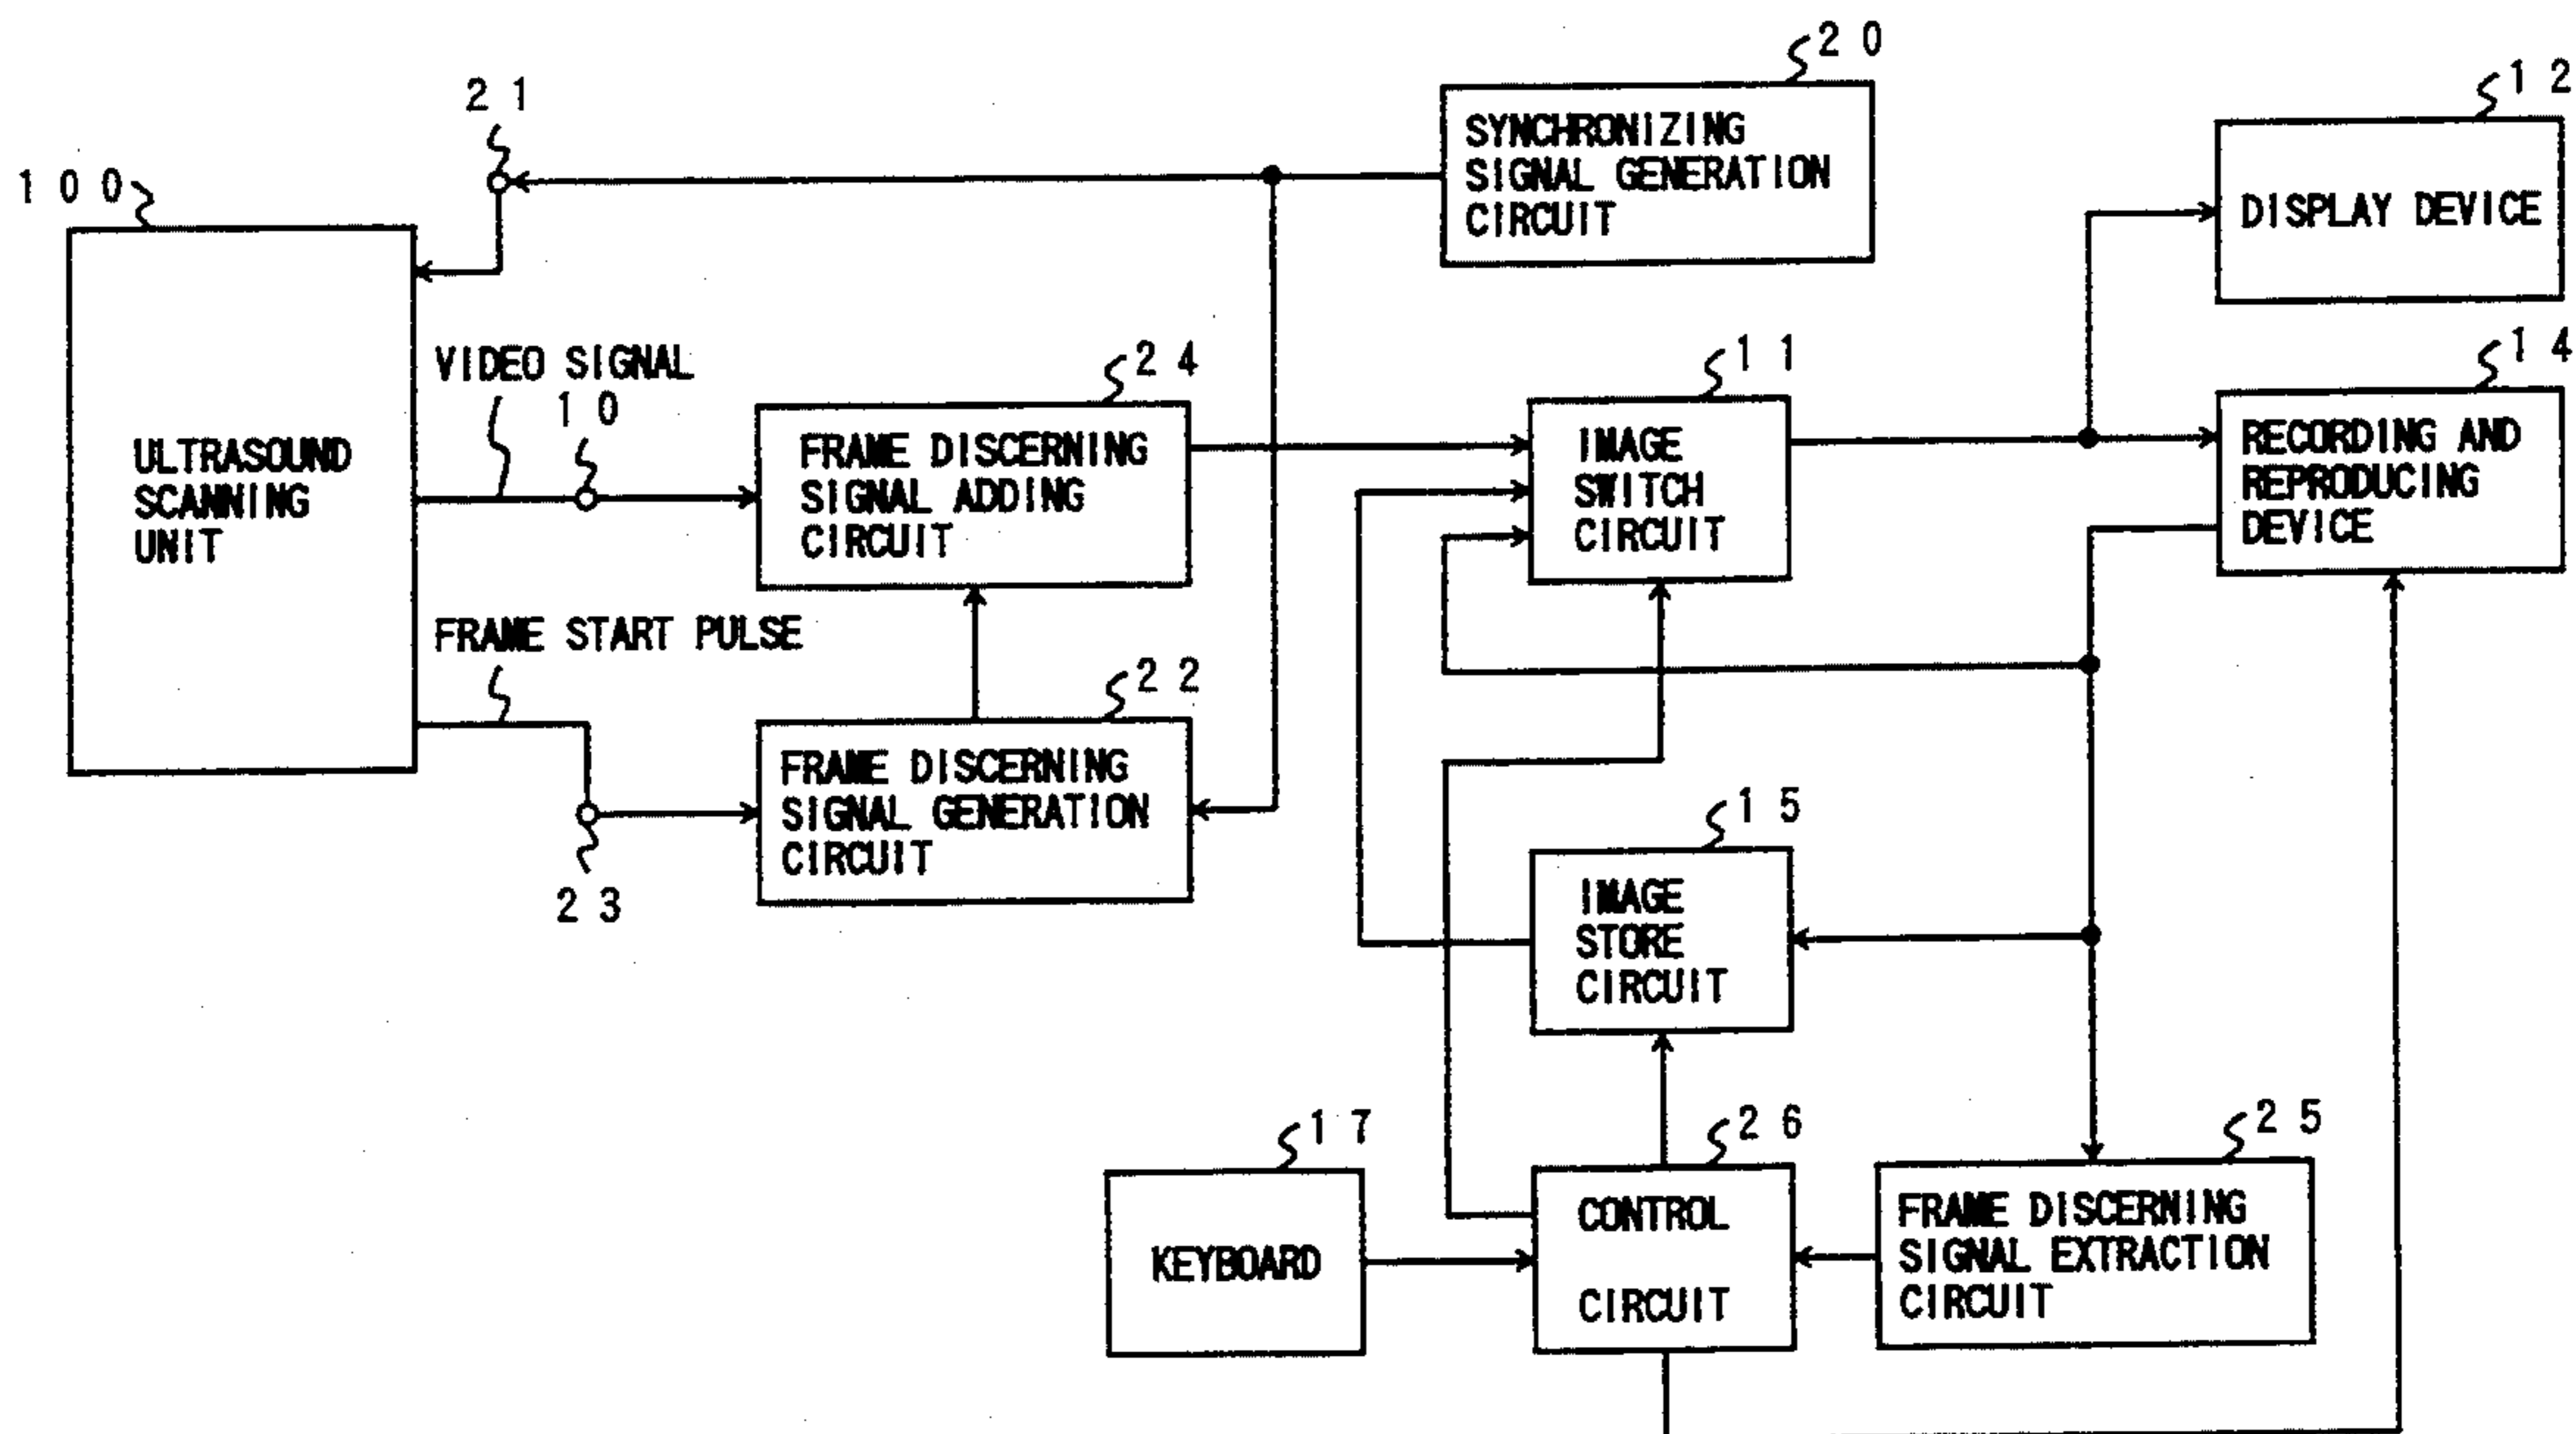 20
12
21
SYNCHRONIZING
SIGNAL GENERATION
CIRCUIT
DISPLAY DEVICE
100
VIDEO SIGNAL
10
24
11
14
ULTRASOUND
SCANNING
UNIT
FRAME DISCERNING
SIGNAL ADDING
CIRCUIT
IMAGE
SWITCH
CIRCUIT
RECORDING AND
REPRODUCING
DEVICE
FRAME START PULSE
22
FRAME DISCERNING
SIGNAL GENERATION
CIRCUIT
23
15
IMAGE
STORE
CIRCUIT
17
26
25
KEYBOARD
CONTROL
CIRCUIT
FRAME DISCERNING
SIGNAL EXTRACTION
CIRCUIT